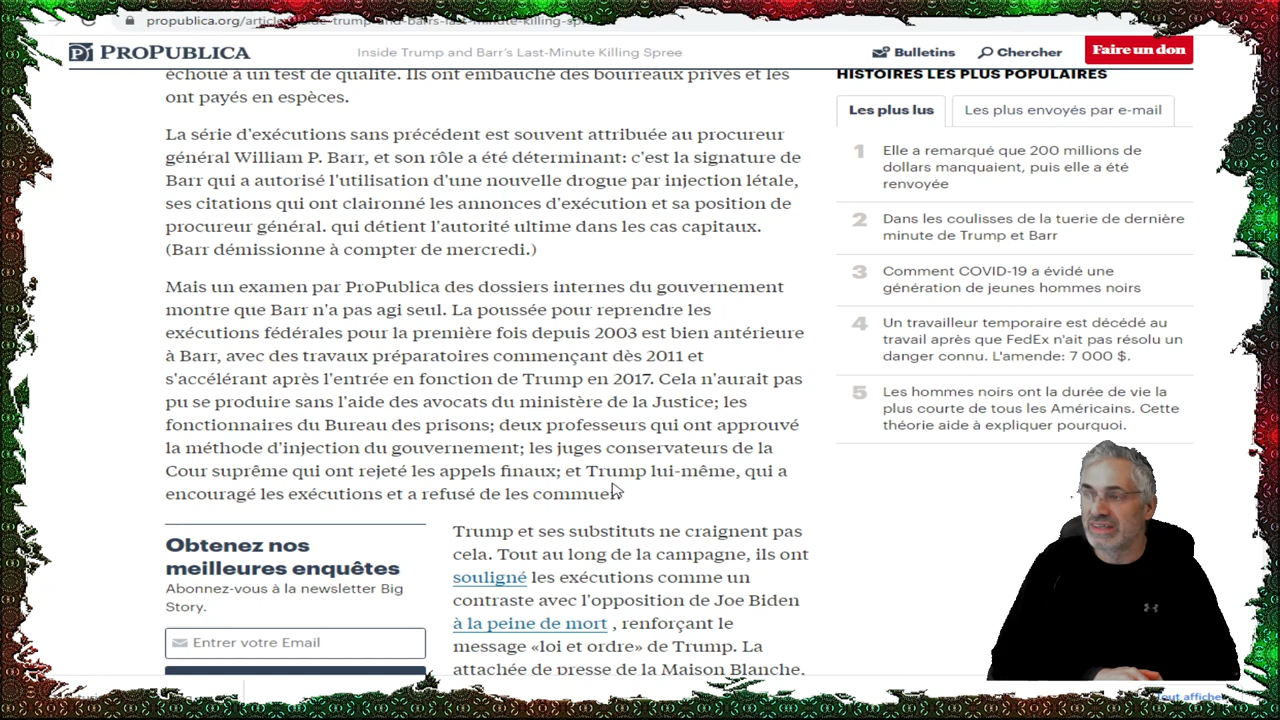 propublica.org/article/inside-trump-and-barrs-last-minute-killing-sp
PROPUBLICA
Inside Trump and Barr's Last-Minute Killing Spree
Bulletins
Chercher
Faire un don
échoué à un test de qualité. Ils ont embauché des bourreaux privés et les
ont payés en espèces.
La série d'exécutions sans précédent est souvent attribuée au procureur
général William P. Barr, et son rôle a été déterminant: c'est la signature de
Barr qui a autorisé l'utilisation d'une nouvelle drogue par injection létale,
ses citations qui ont claironné les annonces d'exécution et sa position de
procureur général. qui détient l'autorité ultime dans les cas capitaux.
(Barr démissionne à compter de mercredi.)
Mais un examen par ProPublica des dossiers internes du gouvernement
montre que Barr n'a pas agi seul. La poussée pour reprendre les
exécutions fédérales pour la première fois depuis 2003 est bien antérieure
à Barr, avec des travaux préparatoires commençant dès 2011 et
s'accélérant après l'entrée en fonction de Trump en 2017. Cela n'aurait pas
pu se produire sans l'aide des avocats du ministère de la Justice; les
fonctionnaires du Bureau des prisons; deux professeurs qui ont approuvé
la méthode d'injection du gouvernement; les juges conservateurs de la
Cour suprême qui ont rejeté les appels finaux; et Trump lui-même, qui a
encouragé les exécutions et a refusé de les commuer.
Obtenez nos
meilleures enquêtes
Abonnez-vous à la newsletter Big
Story.
Entrer votre Email
Trump et ses substituts ne craignent pas
cela. Tout au long de la campagne, ils ont
souligné les exécutions comme un
contraste avec l'opposition de Joe Biden
à la peine de mort , renforçant le
message «loi et ordre» de Trump. La
attachée de presse de la Maison Blanche,
HISTOIRES LES PLUS POPULAIRES
Les plus lus
Les plus envoyés par e-mail
1 Elle a remarqué que 200 millions de
dollars manquaient, puis elle a été
renvoyée
2 Dans les coulisses de la tuerie de dernière
minute de Trump et Barr
3 Comment COVID-19 a évidé une
génération de jeunes hommes noirs
4 Un travailleur temporaire est décédé au
travail après que FedEx n'ait pas résolu un
danger connu. L'amende: 7 000 $.
5 Les hommes noirs ont la durée de vie la
plus courte de tous les Américains. Cette
théorie aide à expliquer pourquoi.
out affiche